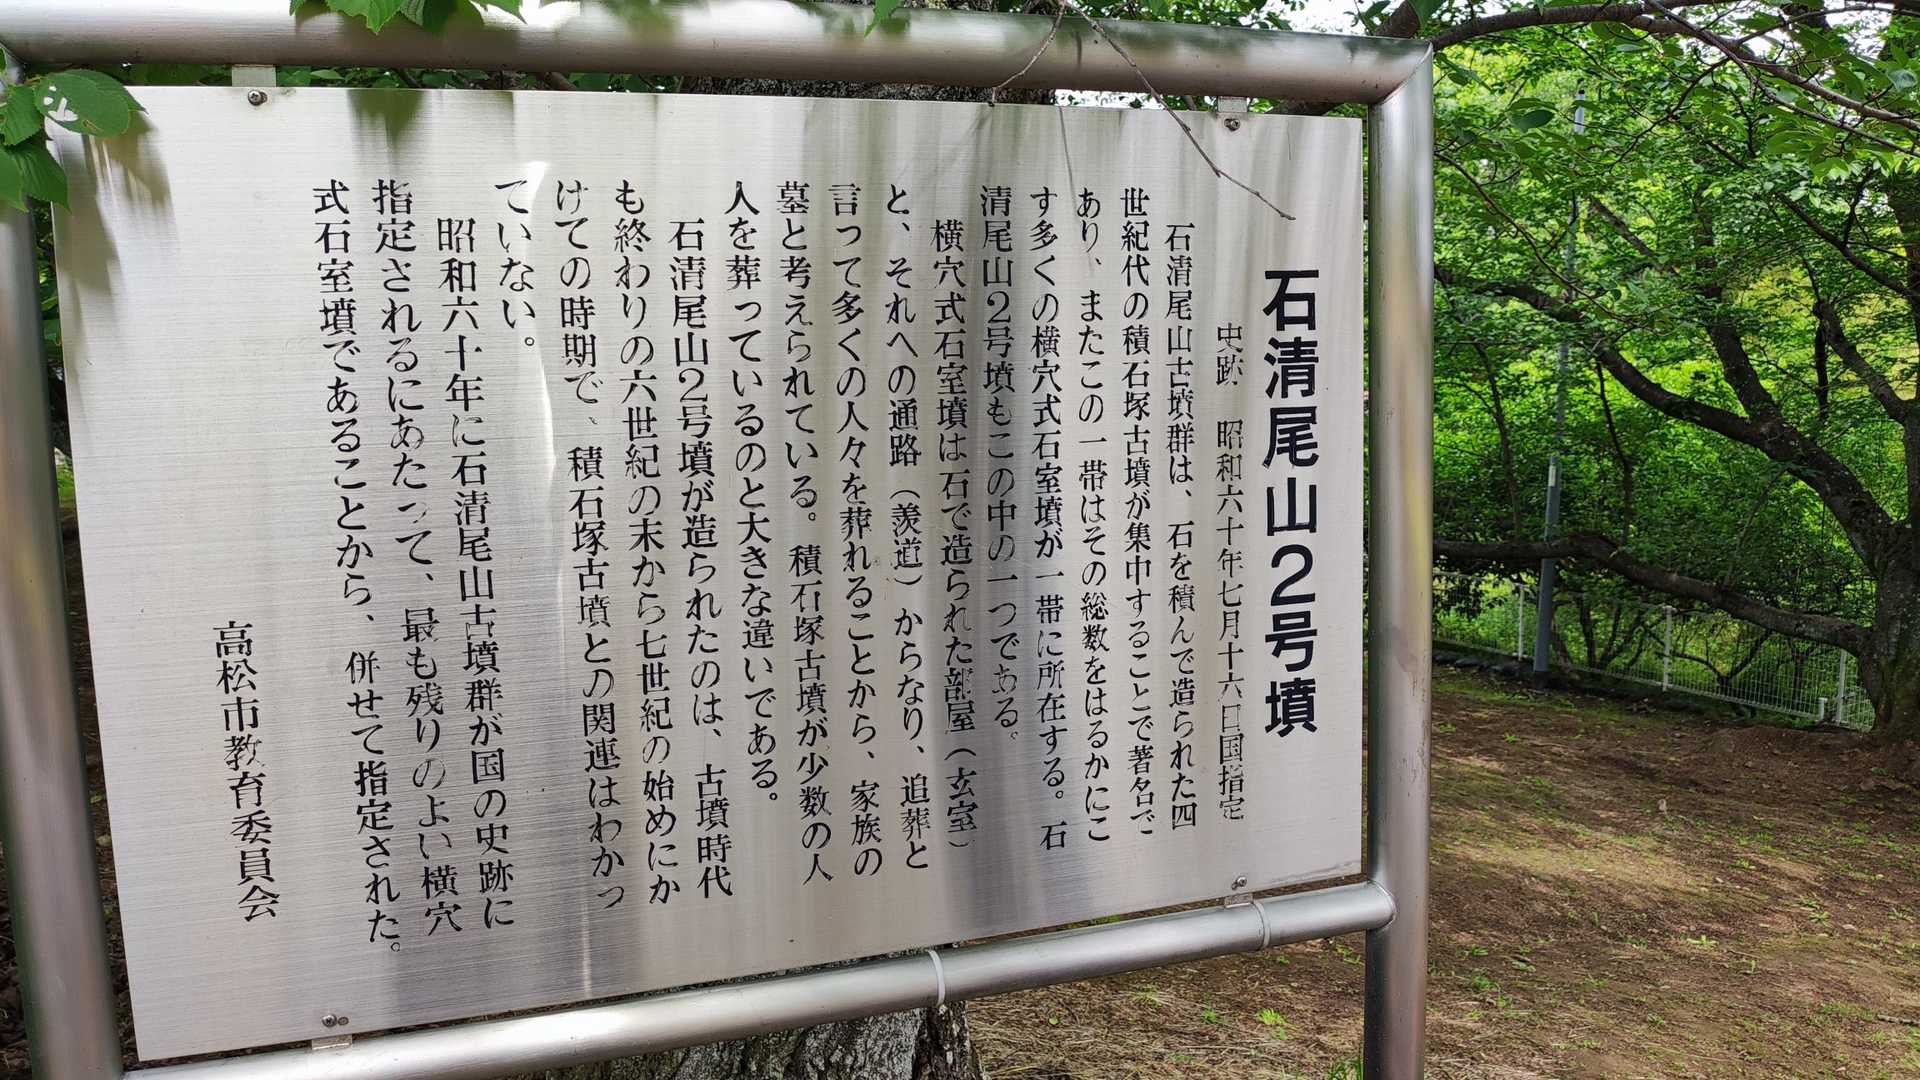 石清尾山２号墳
史跡　昭和六十年七月十六日国指定
石清尾山古墳群は、石を積んで造られた四
世紀代の積石塚古墳が集中することで著名で
あり、またこの一帯はその総数をはるかにこ
す多くの横穴式石室墳が一帯に所在する。石
清尾山２号墳もこの中の一つである。
横穴式石室墳は石で造られた部屋（玄室）
と、それへの通路（羨道）からなり、追葬と
言って多くの人々を葬れることから、家族の
墓と考えられている。積石塚古墳が少数の人
人を葬っているのと大きな違いである。
石清尾山２号墳が造られたのは、古墳時代
も終わりの六世紀の末から七世紀の始めにか
けての時期で、積石塚古墳との関連はわかっ
ていない。
昭和六十年に石清尾山古墳群が国の史跡に
指定されるにあたって、最も残りのよい横穴
式石室墳であることから、併せて指定された。
高松市教育委員会